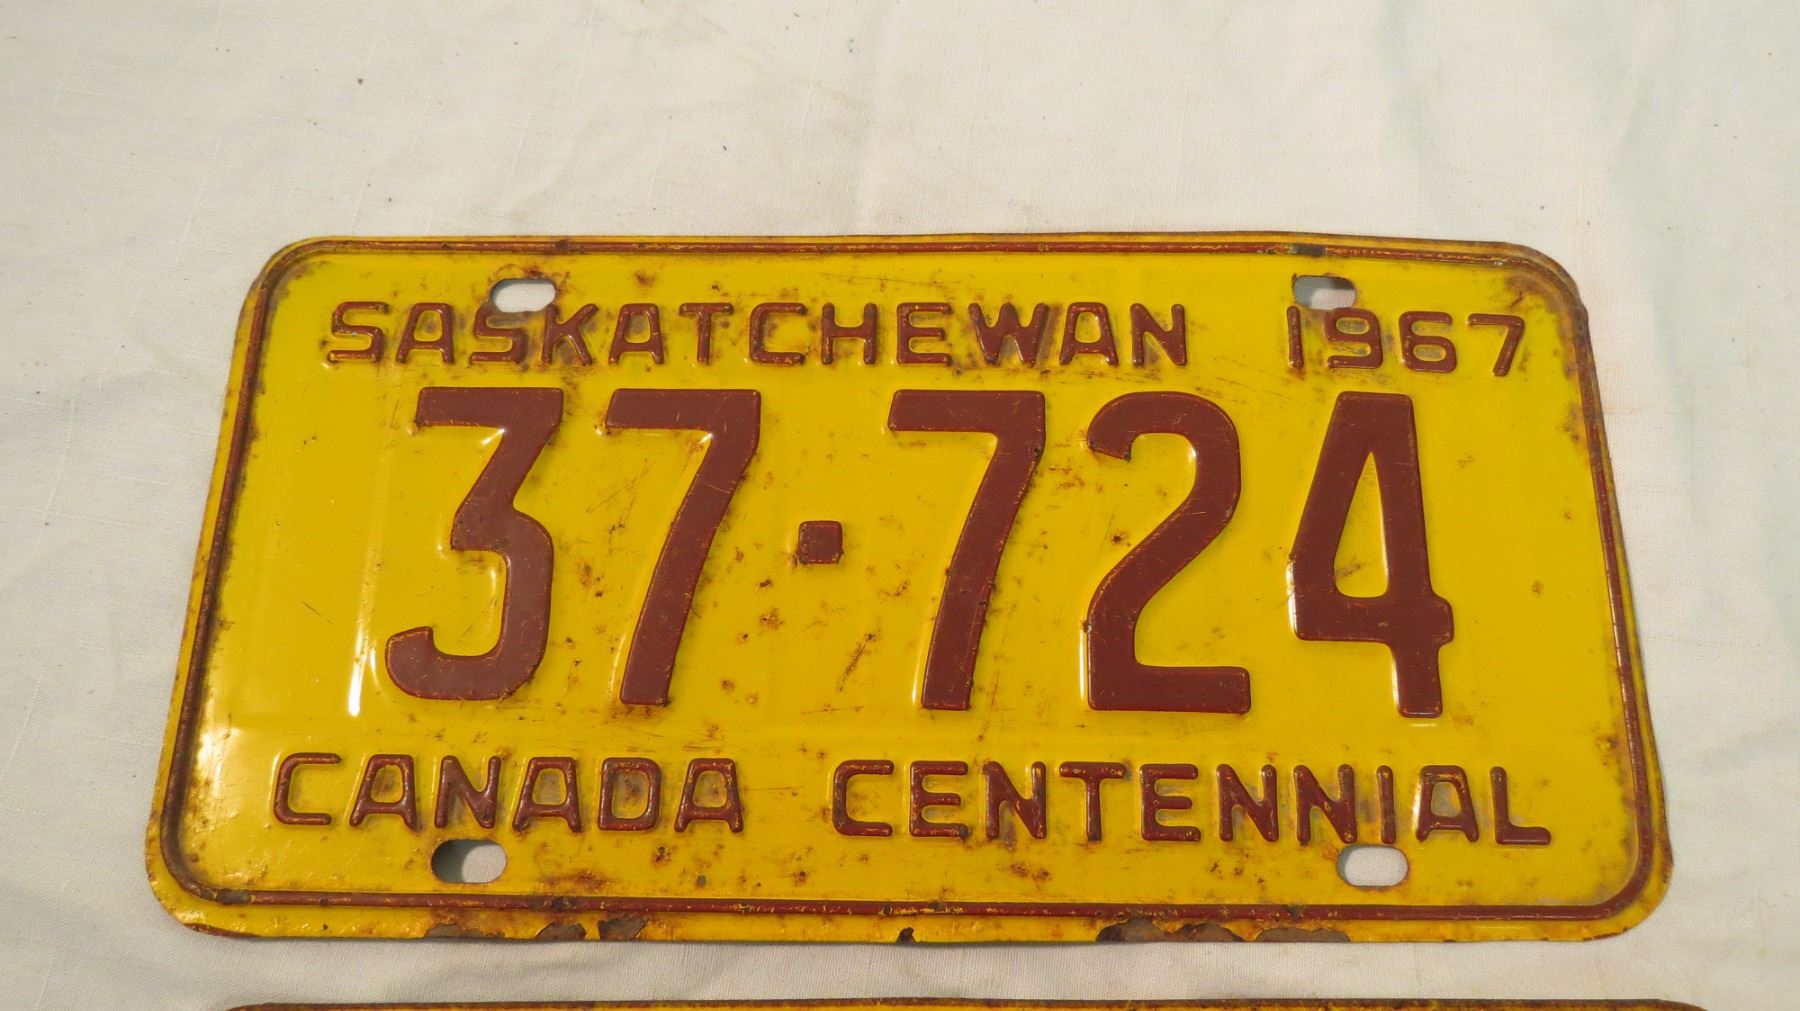 SASKATCHEWAN 1967
37·724
CANADA CENTENNIAL